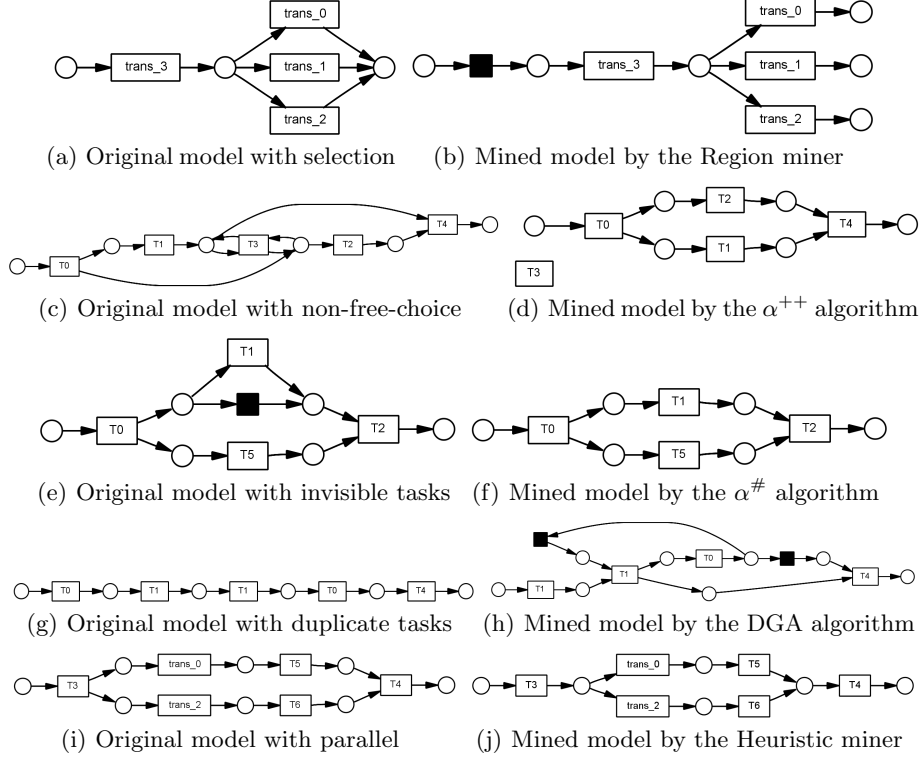 trans_0
trans_3 trans_1
trans_2
trans_0
trans_3 trans_1
trans_2
(a) Original model with selection (b) Mined model by the Region miner
T0 T1 T3 T2 T4
T0 T2 T1 T4
T3
(c) Original model with non-free-choice (d) Mined model by the α++ algorithm
T1
T0 T2
T5
T1
T0 T2
T5
(e) Original model with invisible tasks (f) Mined model by the α# algorithm
T0 T1 T1 T0 T4
T0
T1 T1 T4
(g) Original model with duplicate tasks (h) Mined model by the DGA algorithm
trans_0 T5
T3 T4
trans_2 T6
trans_0 T5
T3 T4
trans_2 T6
(i) Original model with parallel (j) Mined model by the Heuristic miner